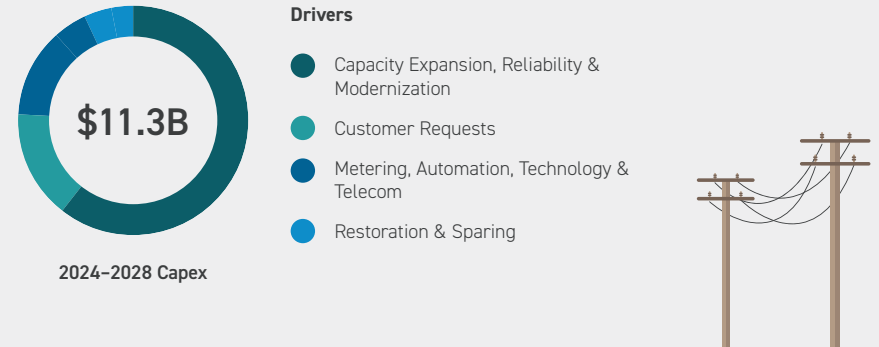 Drivers
Capacity Expansion, Reliability &
Modernization
$11.3B
Customer Requests
Metering, Automation, Technology &
Telecom
Restoration & Sparing
2024–2028 Capex